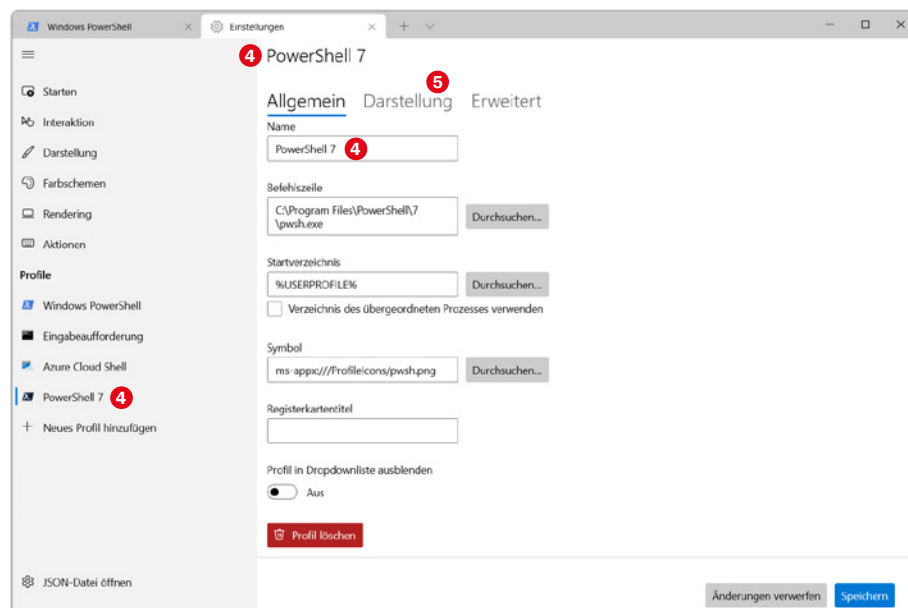 Windows PowerShell
Einstellungen
4 PowerShell 7
Starten
Interaktion
Darstellung
Farbschemen
Rendering
Aktionen
Profile
Windows PowerShell
Eingabeaufforderung
Azure Cloud Shell
PowerShell 7 4
Neues Profil hinzufügen
JSON-Datei öffnen
5
Allgemein Darstellung Erweitert
Name
PowerShell 7 4
Befehlszeile
C:\Program Files\PowerShell\7
\pwsh.exe
Durchsuchen...
Startverzeichnis
%USERPROFILE%
Durchsuchen...
Verzeichnis des übergeordneten Prozesses verwenden
Symbol
ms-appx:///ProfileIcons/pwsh.png
Durchsuchen...
Registerkartentitel
Profil in Dropdownliste ausblenden
Aus
Profil löschen
Änderungen verwerfen
Speichern